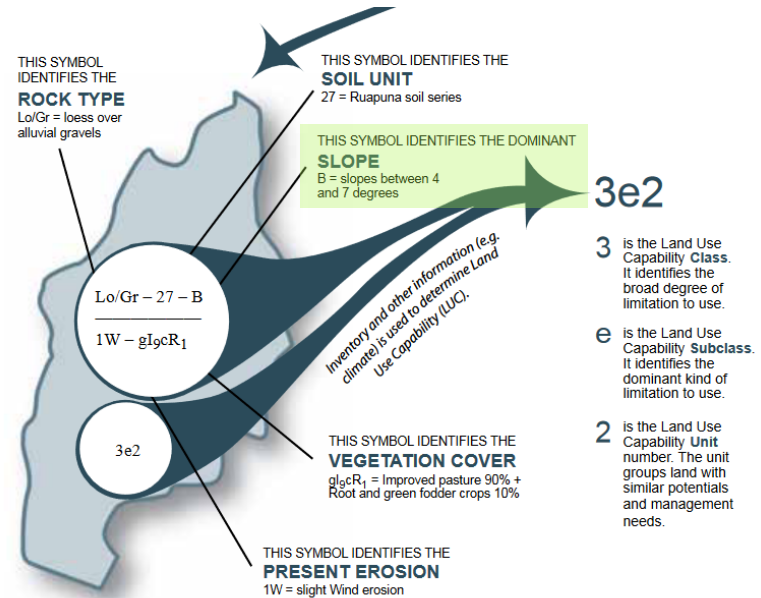 THIS SYMBOL
IDENTIFIES THE
ROCK TYPE
Lo/Gr = loess over
alluvial gravels
THIS SYMBOL IDENTIFIES THE
SOIL UNIT
27 = Ruapuna soil series
THIS SYMBOL IDENTIFIES THE DOMINANT
SLOPE
B = slopes between 4
and 7 degrees
Lo/Gr – 27 – B
1W – gI9cR1
3e2
Inventory and other information (e.g.
climate) is used to determine Land
Use Capability (LUC).
THIS SYMBOL IDENTIFIES THE
VEGETATION COVER
gI9cR1 = Improved pasture 90% +
Root and green fodder crops 10%
THIS SYMBOL IDENTIFIES THE
PRESENT EROSION
1W = slight Wind erosion
3e2
3 is the Land Use
Capability Class.
It identifies the
broad degree of
limitation to use.
e is the Land Use
Capability Subclass.
It identifies the
dominant kind of
limitation to use.
2 is the Land Use
Capability Unit
number. The unit
groups land with
similar potentials
and management
needs.